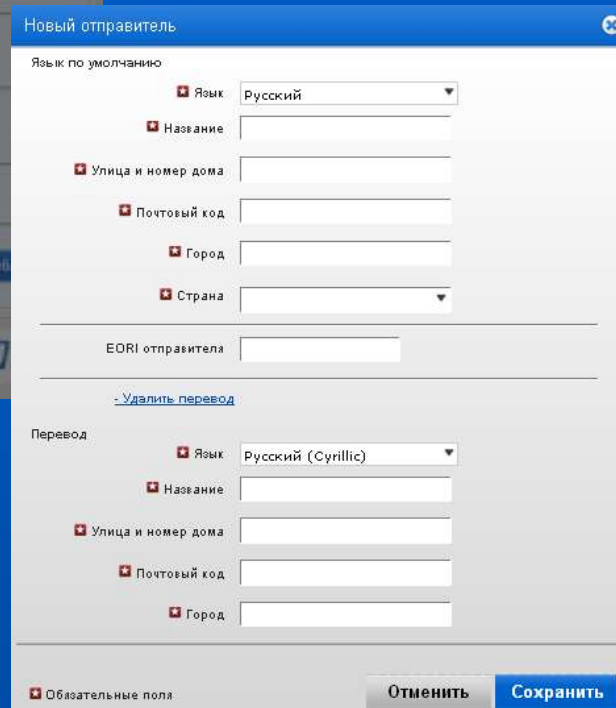 Новый отправитель
Язык по умолчанию
Язык Русский
Название
Улица и номер дома
Почтовый код
Город
Страна
EORI отправителя
- Удалить перевод
Перевод
Язык Русский (Cyrillic)
Название
Улица и номер дома
Почтовый код
Город
Обязательные поля
Отменить Сохранить